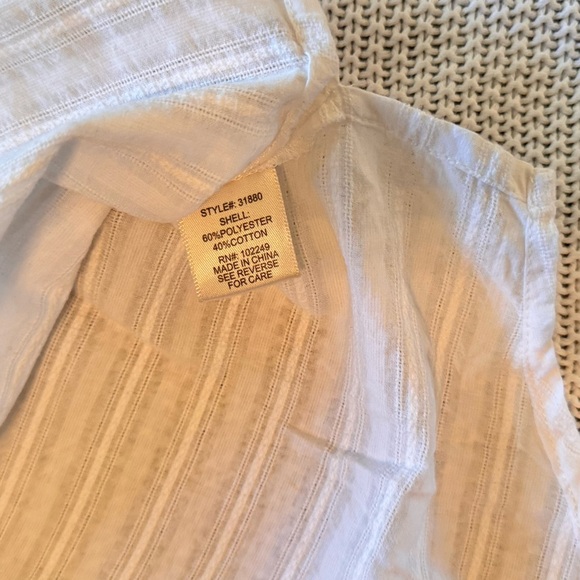 STYLE#: 31880
SHELL:
60%POLYESTER
40%COTTON
RN#: 102249
MADE IN CHINA
SEE REVERSE
FOR CARE